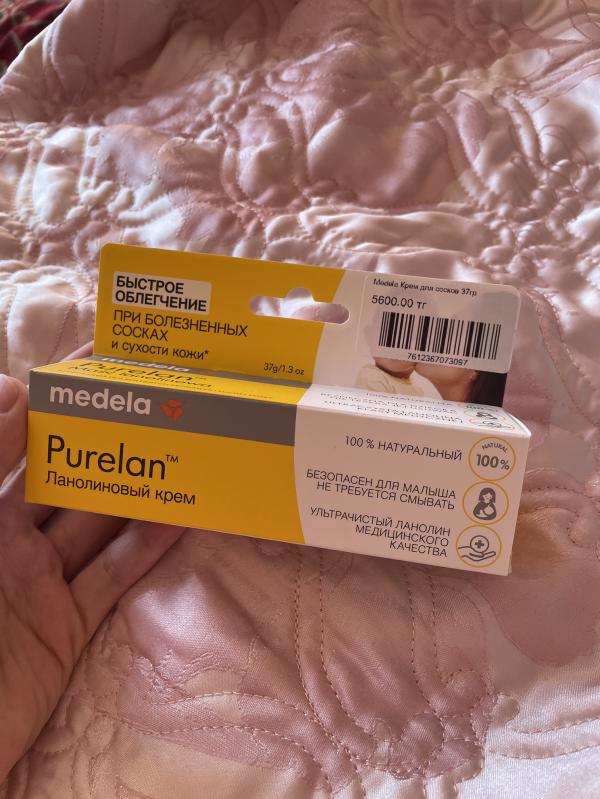 БЫСТРОЕ
ОБЛЕГЧЕНИЕ
ПРИ БОЛЕЗНЕННЫХ
СОСКАХ
И СУХОСТИ КОЖИ*
37g/1.3 oz
Medela Крем для сосков 37гр
5600.00 тг
7612367073097
medela
Purelan
medela
Purelan™
Ланолиновый крем
100 % НАТУРАЛЬНЫЙ
NATURAL
100%
БЕЗОПАСЕН ДЛЯ МАЛЫША
НЕ ТРЕБУЕТСЯ СМЫВАТЬ
УЛЬТРАЧИСТЫЙ ЛАНОЛИН
МЕДИЦИНСКОГО
КАЧЕСТВА